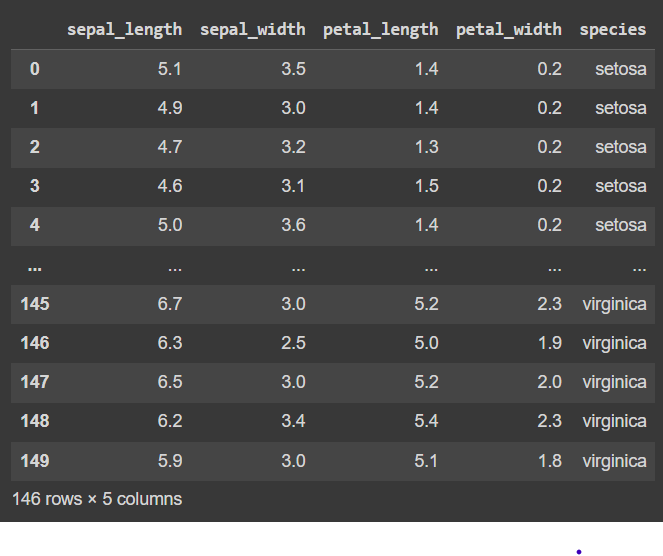 sepal_length sepal_width petal_length petal_width species
0 5.1 3.5 1.4 0.2 setosa
1 4.9 3.0 1.4 0.2 setosa
2 4.7 3.2 1.3 0.2 setosa
3 4.6 3.1 1.5 0.2 setosa
4 5.0 3.6 1.4 0.2 setosa
... ... ... ... ... ...
145 6.7 3.0 5.2 2.3 virginica
146 6.3 2.5 5.0 1.9 virginica
147 6.5 3.0 5.2 2.0 virginica
148 6.2 3.4 5.4 2.3 virginica
149 5.9 3.0 5.1 1.8 virginica
146 rows × 5 columns